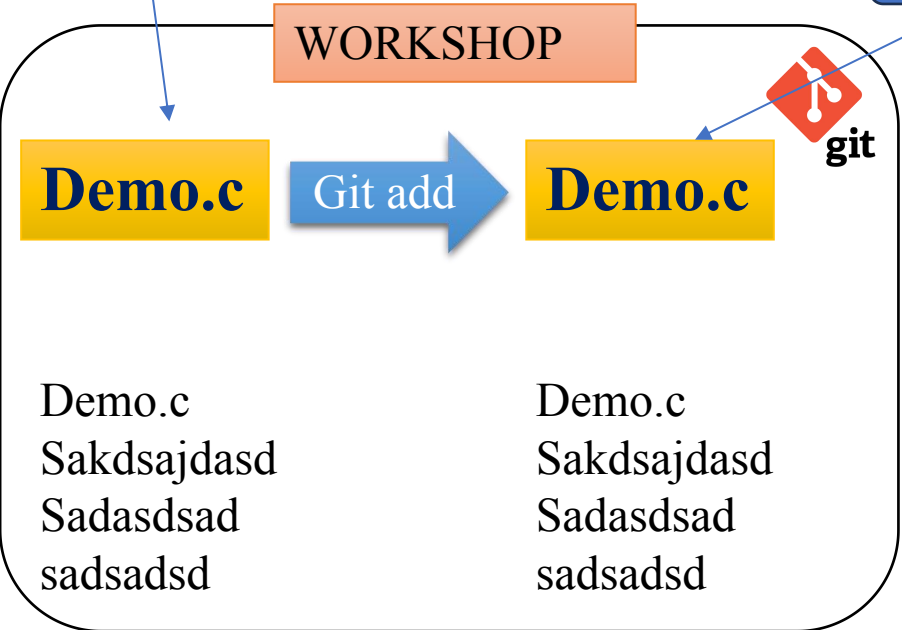 WORKSHOP
git
Demo.c
Git add
Demo.c
Demo.c
Sakdsajdasd
Sadasdsad
sadsadsd
Demo.c
Sakdsajdasd
Sadasdsad
sadsadsd